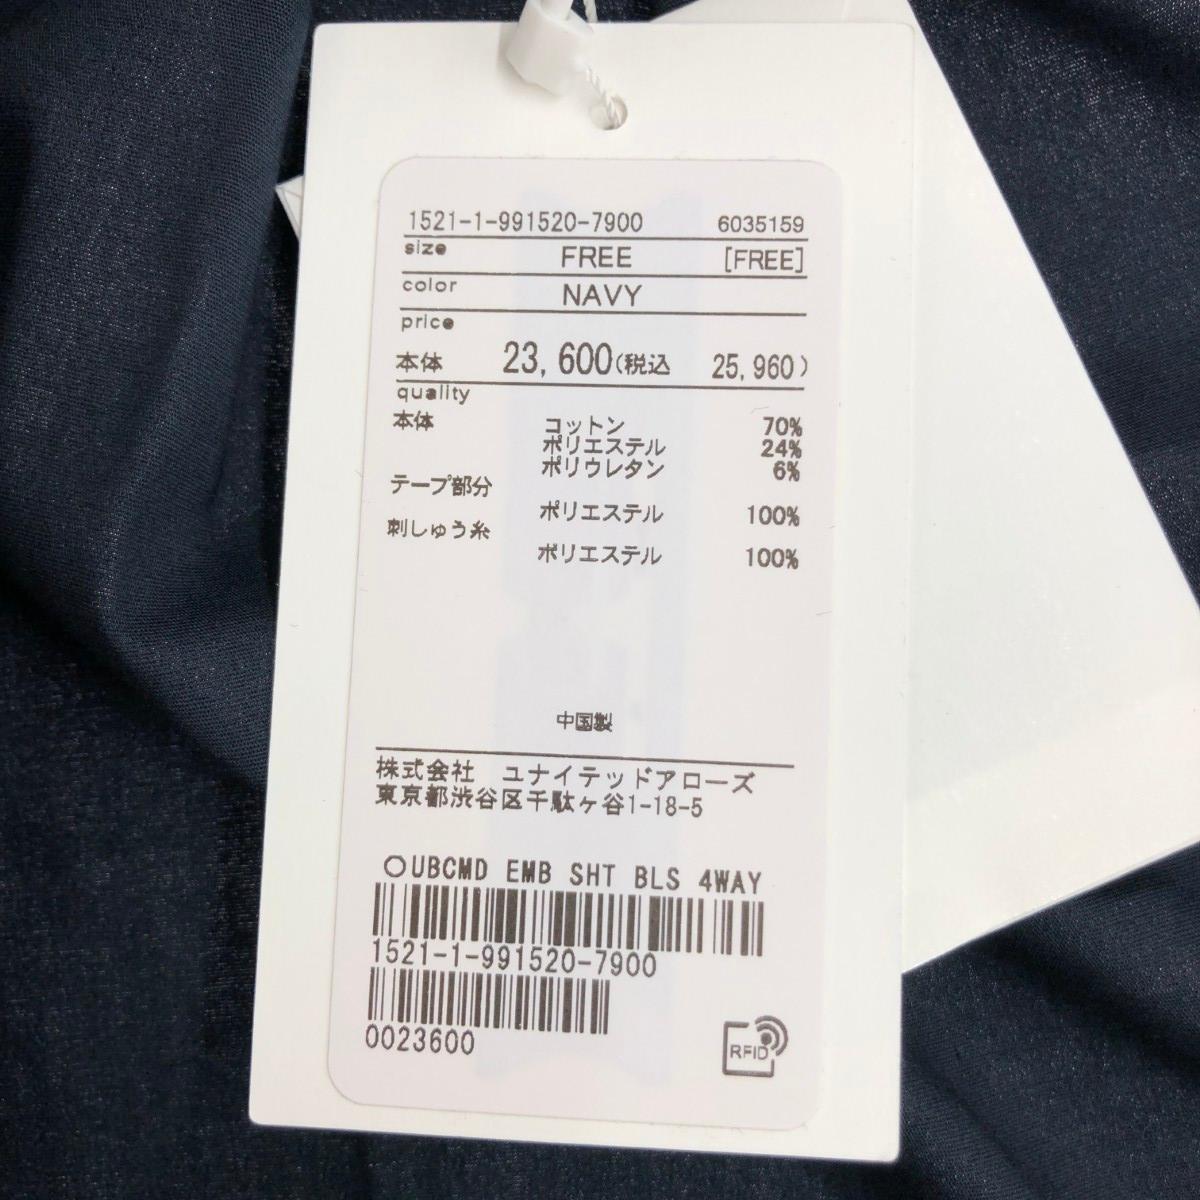 1521-1-991520-7900 6035159
size FREE [FREE]
color NAVY
price
本体 23,600(税込 25,960)
quality
本体 コットン 70%
ポリエステル 24%
ポリウレタン 6%
テープ部分
ポリエステル 100%
刺しゅう糸
ポリエステル 100%
中国製
株式会社 ユナイテッドアローズ
東京都渋谷区千駄ヶ谷1-18-5
○UBCMD EMB SHT BLS 4WAY
1521-1-991520-7900
0023600
RFID